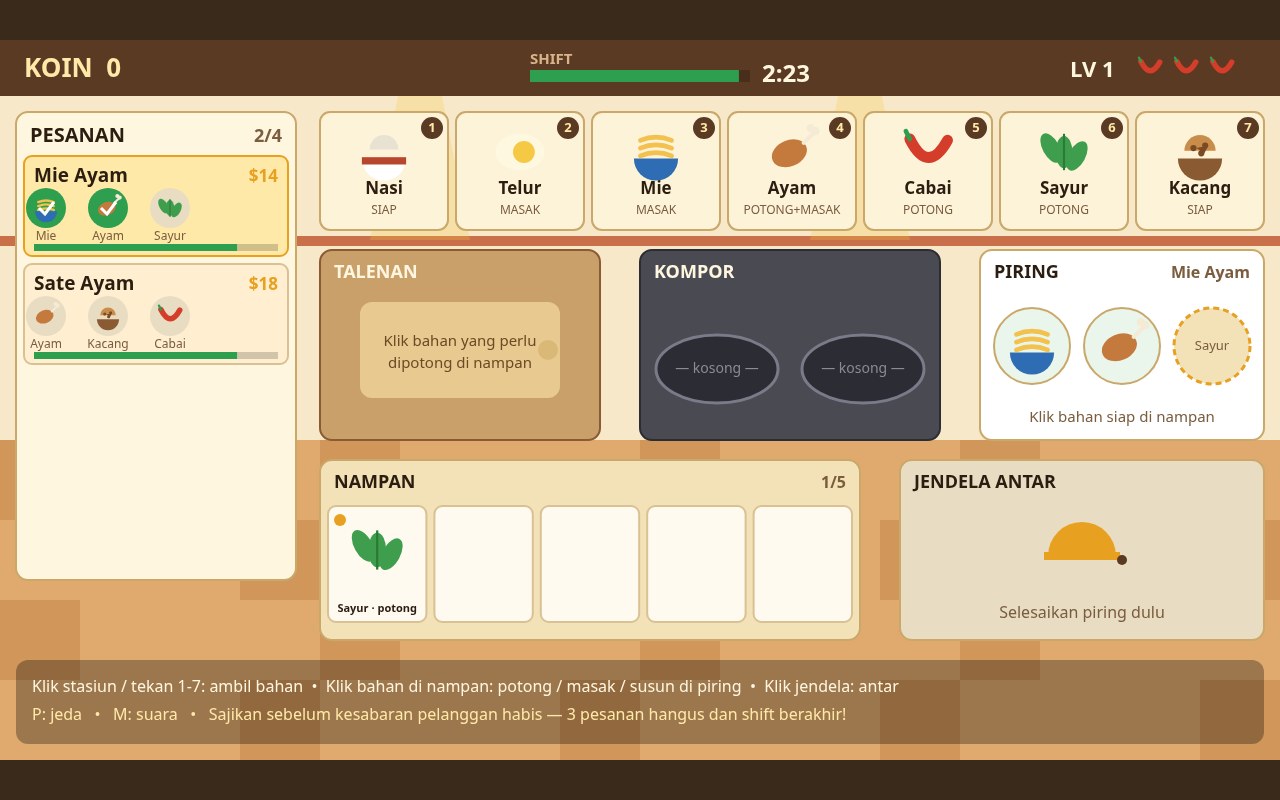 KOIN 0
SHIFT
2:23
LV 1
PESANAN 2/4
Mie Ayam $14
Mie Ayam Sayur
Sate Ayam $18
Ayam Kacang Cabai
1
Nasi
SIAP
2
Telur
MASAK
3
Mie
MASAK
4
Ayam
POTONG+MASAK
5
Cabai
POTONG
6
Sayur
POTONG
7
Kacang
SIAP
TALENAN
Klik bahan yang perlu
dipotong di nampan
KOMPOR
— kosong — — kosong —
PIRING Mie Ayam
Sayur
Klik bahan siap di nampan
NAMPAN 1/5
Sayur · potong
JENDELA ANTAR
Selesaikan piring dulu
Klik stasiun / tekan 1-7: ambil bahan • Klik bahan di nampan: potong / masak / susun di piring • Klik jendela: antar
P: jeda • M: suara • Sajikan sebelum kesabaran pelanggan habis — 3 pesanan hangus dan shift berakhir!